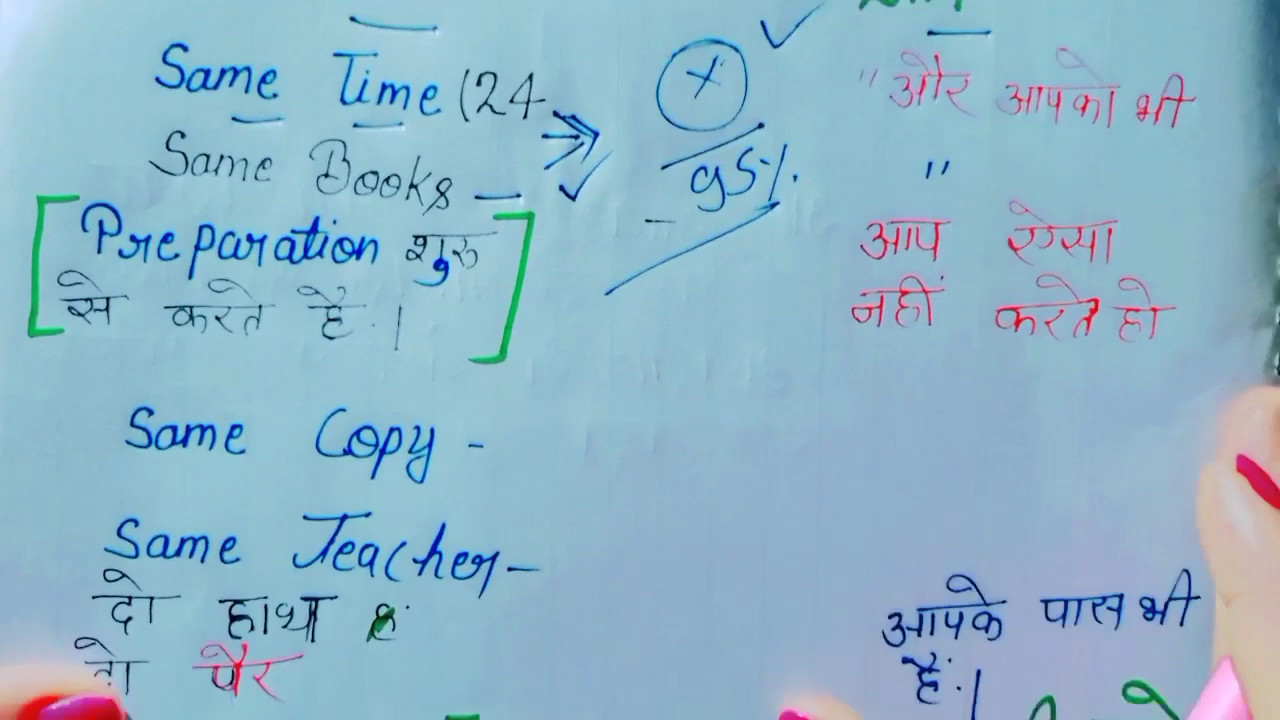 Same Time (24
Same Books -
Preparation शुरु
से करते है ।
95%.
" और आपको भी
"
आप ऐसा
नहीं करते हो
Same Copy -
Same Teacher -
दो हाथ है
दो पैर
आपके पास भी
हैं ।